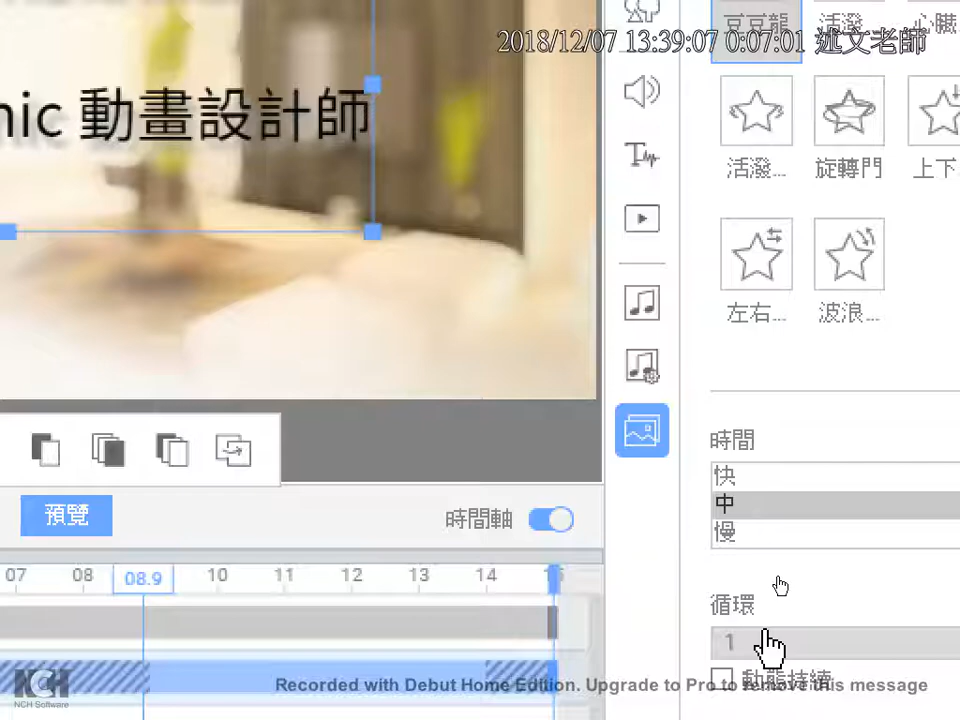 豆豆龍 活潑 心臟
2018/12/07 13:39:07 0:07:01 述文老師
nic 動畫設計師
活潑... 旋轉門 上下
左右... 波浪...
時間
快
中
慢
預覽
時間軸
07 08 08.9 10 11 12 13 14
循環
1
動態持續
NCH
NCH Software
Recorded with Debut Home Edition. Upgrade to Pro to remove this message